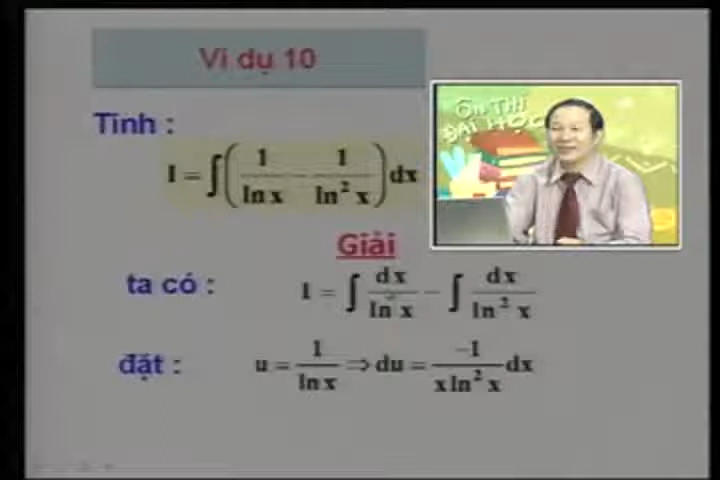 Ví dụ 10
ÔN THI
ĐẠI HỌC
Tính :
I = ∫(1/ln x − 1/ln² x) dx
Giải
ta có : I = ∫ dx/ln x − ∫ dx/ln² x
đặt : u = 1/ln x ⇒ du = −1/(x ln² x) dx